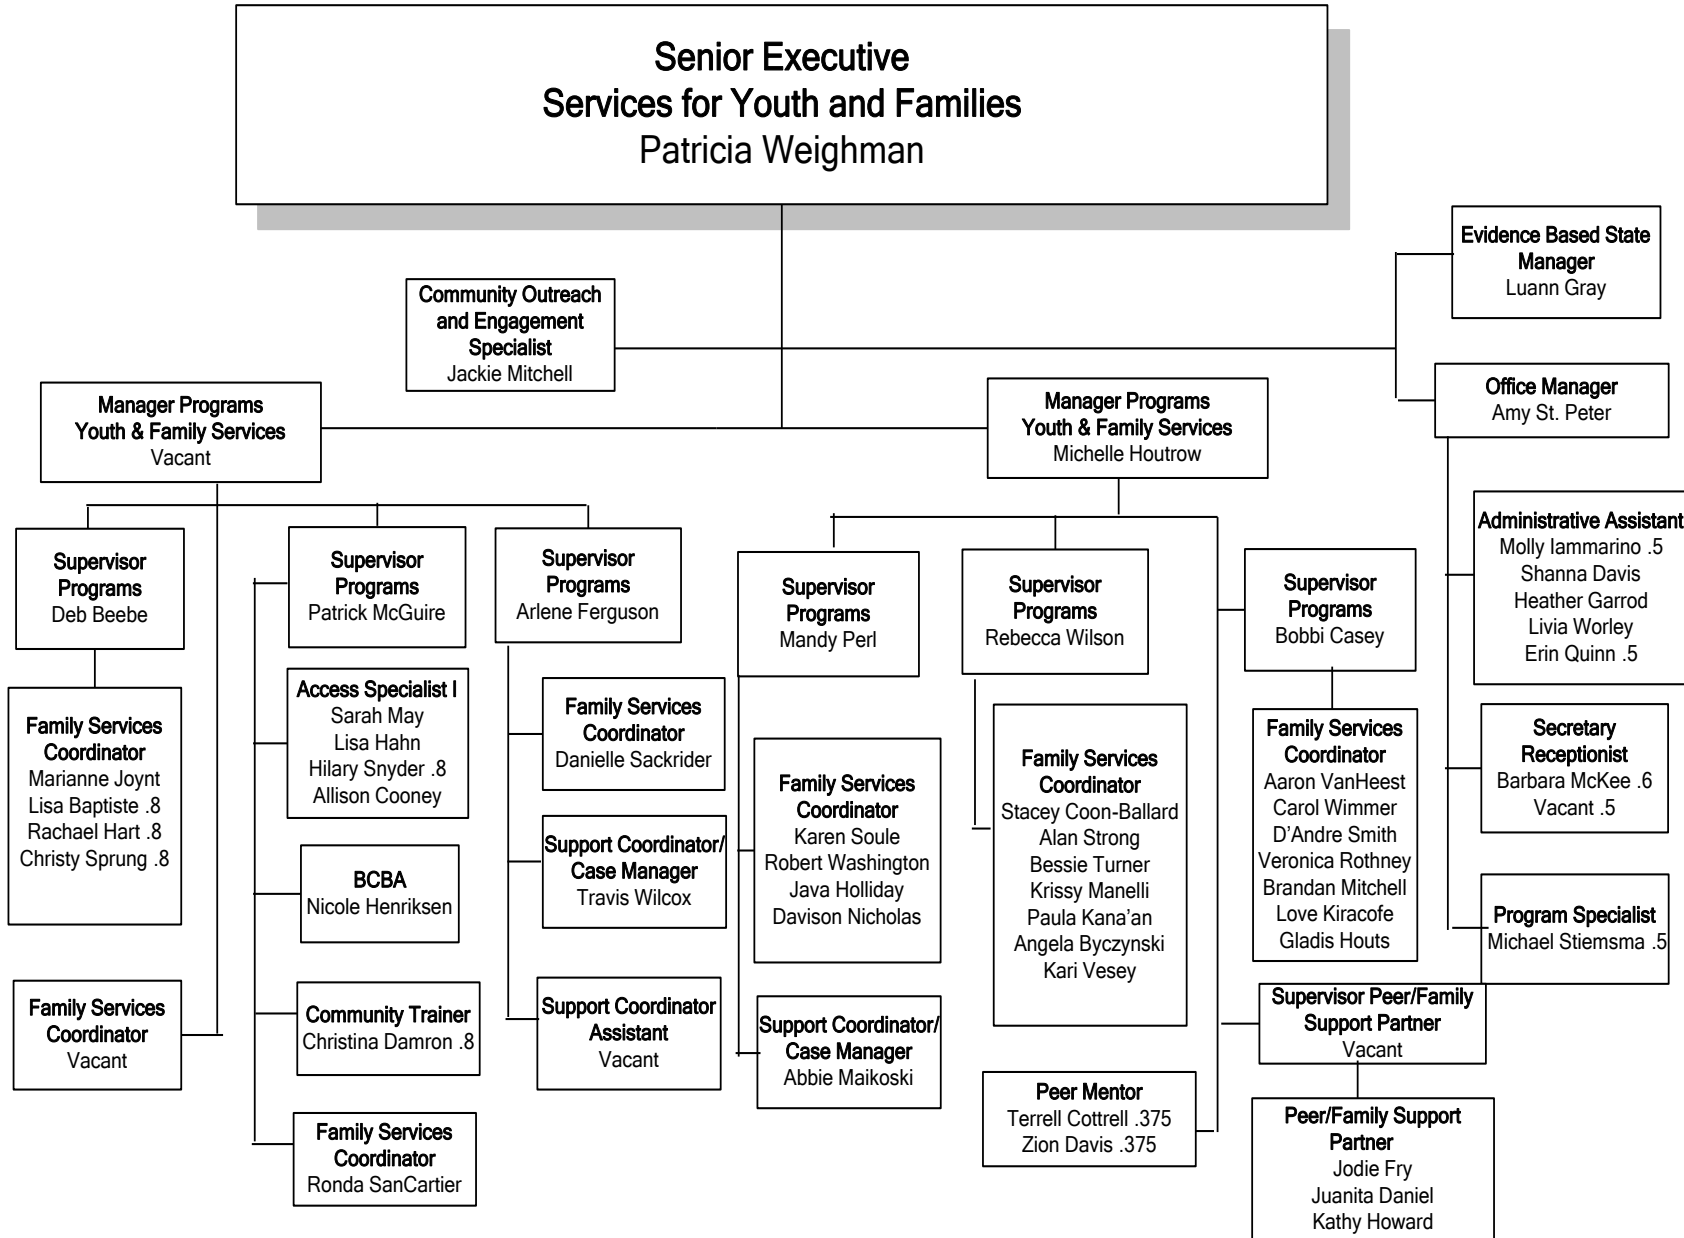 Senior Executive
Services for Youth and Families
Patricia Weighman
Evidence Based State
Manager
Luann Gray
Community Outreach
and Engagement
Specialist
Jackie Mitchell
Office Manager
Amy St. Peter
Manager Programs
Youth & Family Services
Vacant
Manager Programs
Youth & Family Services
Michelle Houtrow
Supervisor
Programs
Deb Beebe
Family Services
Coordinator
Marianne Joynt
Lisa Baptiste .8
Rachael Hart .8
Christy Sprung .8
Family Services
Coordinator
Vacant
Supervisor
Programs
Patrick McGuire
Access Specialist I
Sarah May
Lisa Hahn
Hilary Snyder .8
Allison Cooney
BCBA
Nicole Henriksen
Community Trainer
Christina Damron .8
Family Services
Coordinator
Ronda SanCartier
Supervisor
Programs
Arlene Ferguson
Family Services
Coordinator
Danielle Sackrider
Support Coordinator/
Case Manager
Travis Wilcox
Support Coordinator
Assistant
Vacant
Supervisor
Programs
Mandy Perl
Family Services
Coordinator
Karen Soule
Robert Washington
Java Holliday
Davison Nicholas
Support Coordinator/
Case Manager
Abbie Maikoski
Supervisor
Programs
Rebecca Wilson
Family Services
Coordinator
Stacey Coon-Ballard
Alan Strong
Bessie Turner
Krissy Manelli
Paula Kana’an
Angela Byczynski
Kari Vesey
Peer Mentor
Terrell Cottrell .375
Zion Davis .375
Supervisor
Programs
Bobbi Casey
Family Services
Coordinator
Aaron VanHeest
Carol Wimmer
D’Andre Smith
Veronica Rothney
Brandan Mitchell
Love Kiracofe
Gladis Houts
Supervisor Peer/Family
Support Partner
Vacant
Peer/Family Support
Partner
Jodie Fry
Juanita Daniel
Kathy Howard
Administrative Assistant
Molly Iammarino .5
Shanna Davis
Heather Garrod
Livia Worley
Erin Quinn .5
Secretary
Receptionist
Barbara McKee .6
Vacant .5
Program Specialist
Michael Stiemsma .5